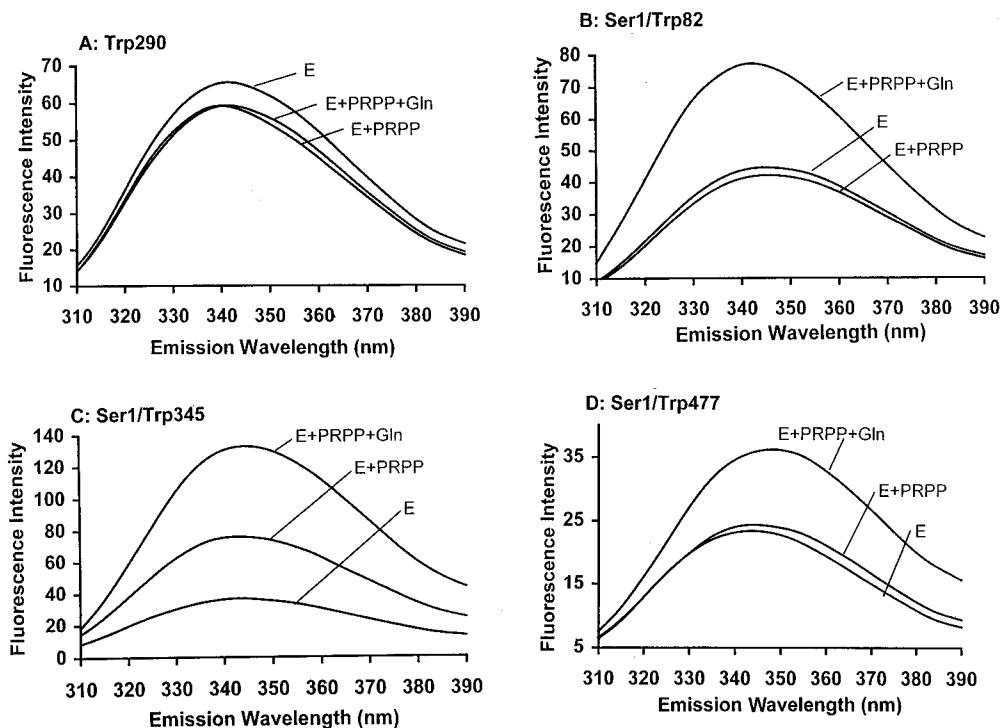 A: Trp290
Fluorescence Intensity
70
60
50
40
30
20
10
E
E+PRPP+Gln
E+PRPP
310 320 330 340 350 360 370 380 390
Emission Wavelength (nm)
B: Ser1/Trp82
Fluorescence Intensity
80
70
60
50
40
30
20
10
E+PRPP+Gln
E
E+PRPP
310 320 330 340 350 360 370 380 390
Emission Wavelength (nm)
C: Ser1/Trp345
Fluorescence Intensity
140
120
100
80
60
40
20
0
E+PRPP+Gln
E+PRPP
E
310 320 330 340 350 360 370 380 390
Emission Wavelength (nm)
D: Ser1/Trp477
Fluorescence Intensity
35
25
15
5
E+PRPP+Gln
E+PRPP
E
310 320 330 340 350 360 370 380 390
Emission Wavelength (nm)